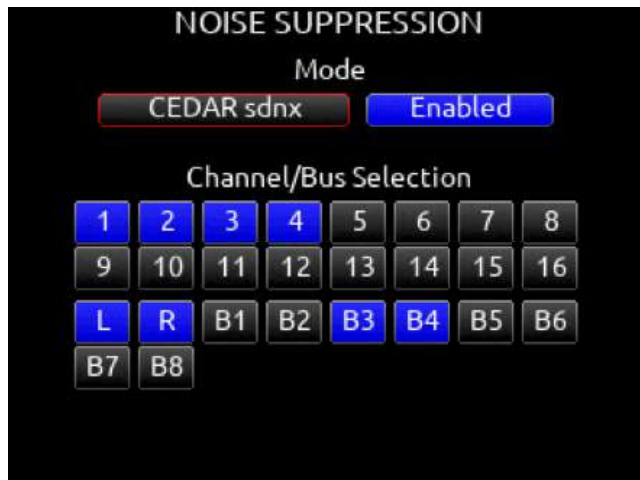 NOISE SUPPRESSION
Mode
CEDAR sdnx Enabled
Channel/Bus Selection
1 2 3 4 5 6 7 8
9 10 11 12 13 14 15 16
L R B1 B2 B3 B4 B5 B6
B7 B8